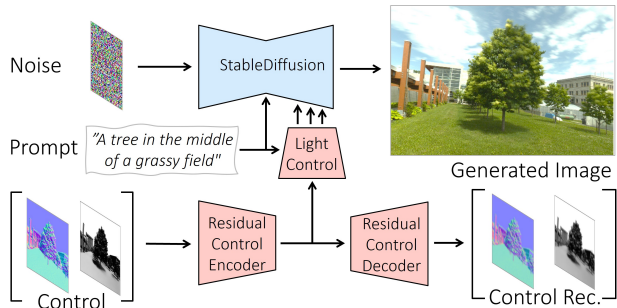 Noise
StableDiffusion
Prompt
"A tree in the middle
of a grassy field"
Light
Control
Generated Image
Residual
Control
Encoder
Residual
Control
Decoder
Control
Control Rec.